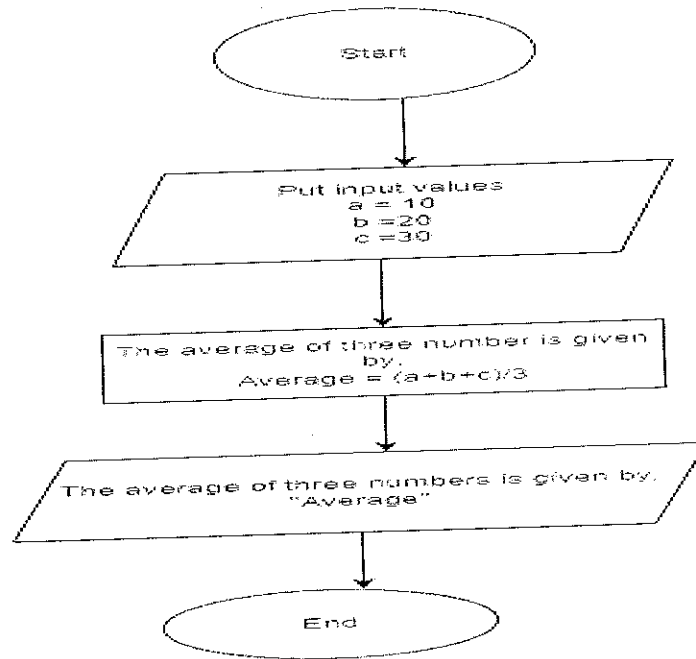 Start
Put input values
a = 10
b =20
c =30
The average of three number is given
by,
Average = (a+b+c)/3
The average of three numbers is given by,
"Average"
End